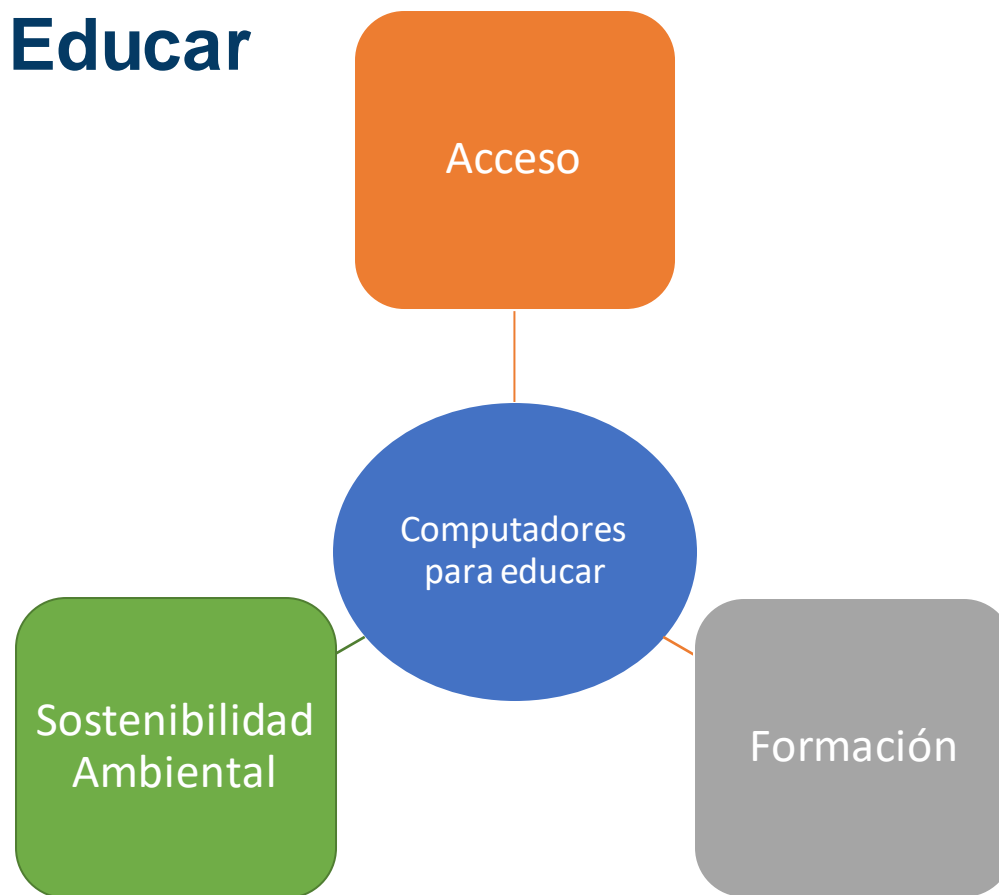 Educar
Acceso
Computadores
para educar
Sostenibilidad
Ambiental
Formación